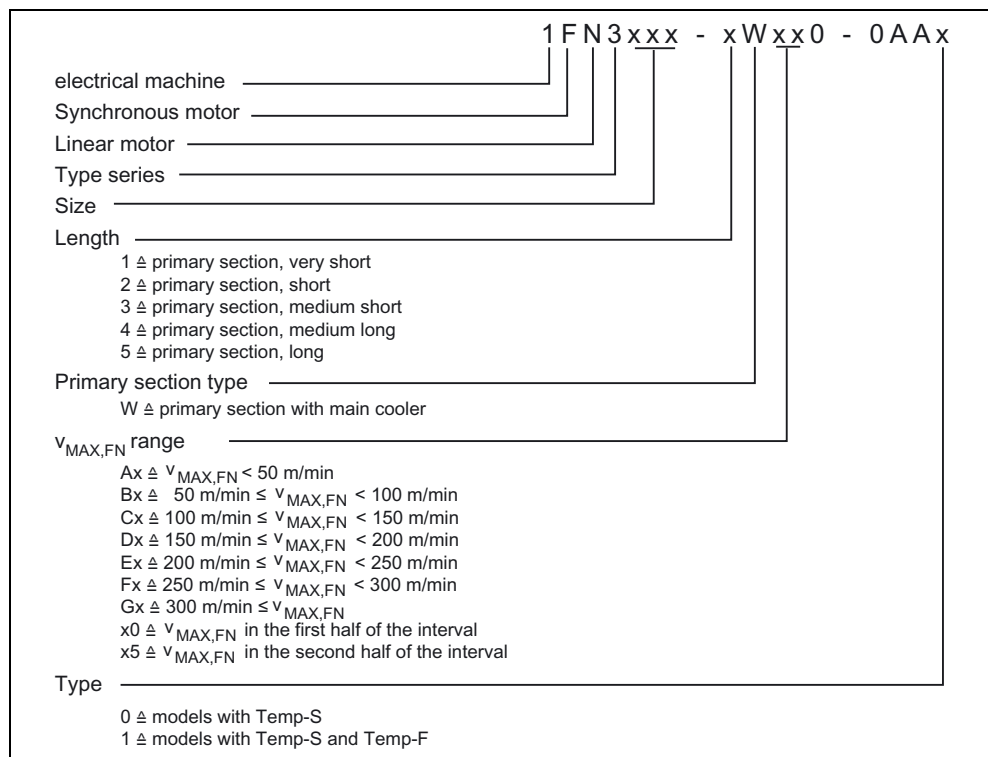 1 F N 3 x x x - x W x x 0 - 0 A A x
electrical machine
Synchronous motor
Linear motor
Type series
Size
Length
1 ≙ primary section, very short
2 ≙ primary section, short
3 ≙ primary section, medium short
4 ≙ primary section, medium long
5 ≙ primary section, long
Primary section type
W ≙ primary section with main cooler
vMAX,FN range
Ax ≙ vMAX,FN < 50 m/min
Bx ≙ 50 m/min ≤ vMAX,FN < 100 m/min
Cx ≙ 100 m/min ≤ vMAX,FN < 150 m/min
Dx ≙ 150 m/min ≤ vMAX,FN < 200 m/min
Ex ≙ 200 m/min ≤ vMAX,FN < 250 m/min
Fx ≙ 250 m/min ≤ vMAX,FN < 300 m/min
Gx ≙ 300 m/min ≤ vMAX,FN
x0 ≙ vMAX,FN in the first half of the interval
x5 ≙ vMAX,FN in the second half of the interval
Type
0 ≙ models with Temp-S
1 ≙ models with Temp-S and Temp-F